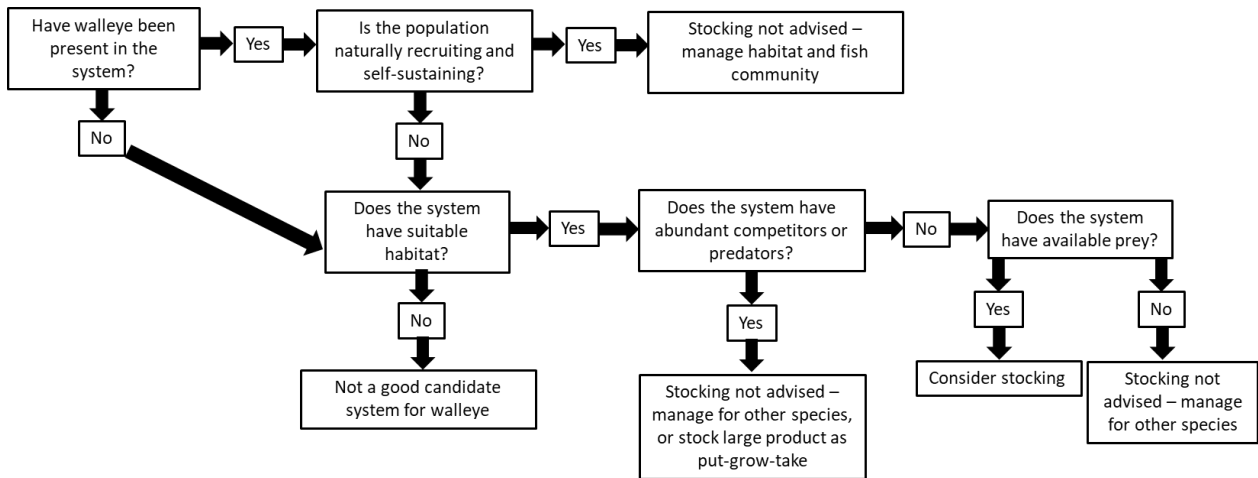 Have walleye been
present in the
system?
Yes
Is the population
naturally recruiting and
self-sustaining?
Yes
Stocking not advised –
manage habitat and fish
community
No
No
Does the system
have suitable
habitat?
Yes
Does the system have
abundant competitors or
predators?
No
Does the system
have available prey?
No
Yes
Yes
No
Not a good candidate
system for walleye
Stocking not advised –
manage for other species,
or stock large product as
put-grow-take
Consider stocking
Stocking not
advised – manage
for other species